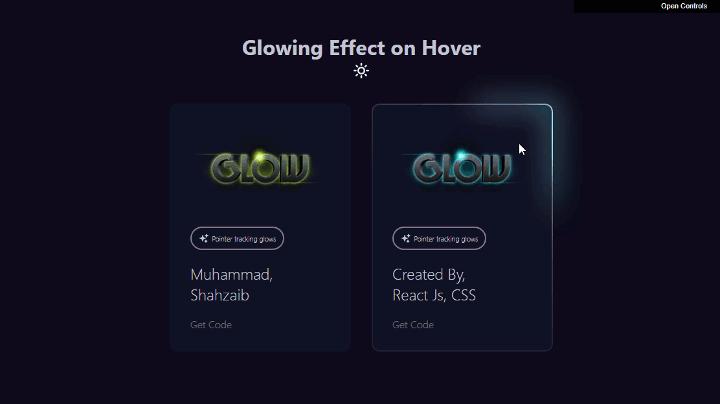 Open Controls
Glowing Effect on Hover
GLOW
Pointer tracking glows
Muhammad,
Shahzaib
Get Code
GLOW
Pointer tracking glows
Created By,
React Js, CSS
Get Code